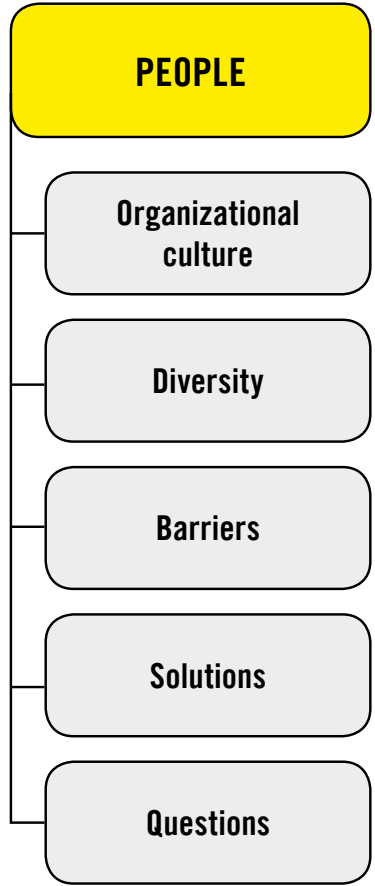 PEOPLE
Organizational
culture
Diversity
Barriers
Solutions
Questions